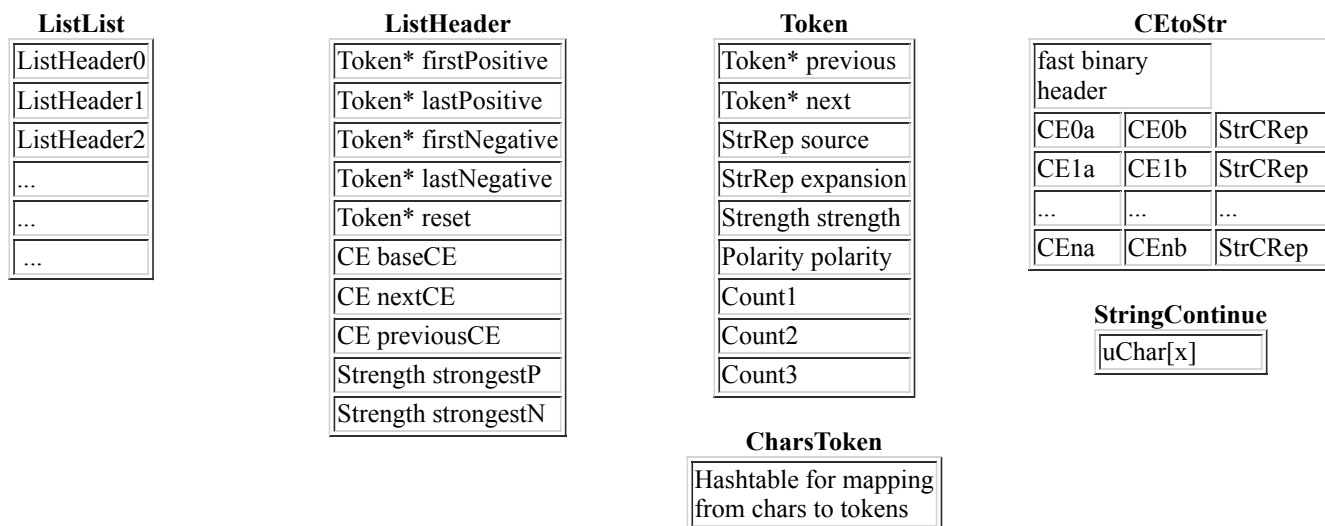 ListList
ListHeader0
ListHeader1
ListHeader2
...
...
...
ListHeader
Token* firstPositive
Token* lastPositive
Token* firstNegative
Token* lastNegative
Token* reset
CE baseCE
CE nextCE
CE previousCE
Strength strongestP
Strength strongestN
Token
Token* previous
Token* next
StrRep source
StrRep expansion
Strength strength
Polarity polarity
Count1
Count2
Count3
CharsToken
Hashtable for mapping
from chars to tokens
CEtoStr
fast binary
header
CE0a CE0b StrCRep
CE1a CE1b StrCRep
... ... ...
CEna CEnb StrCRep
StringContinue
uChar[x]